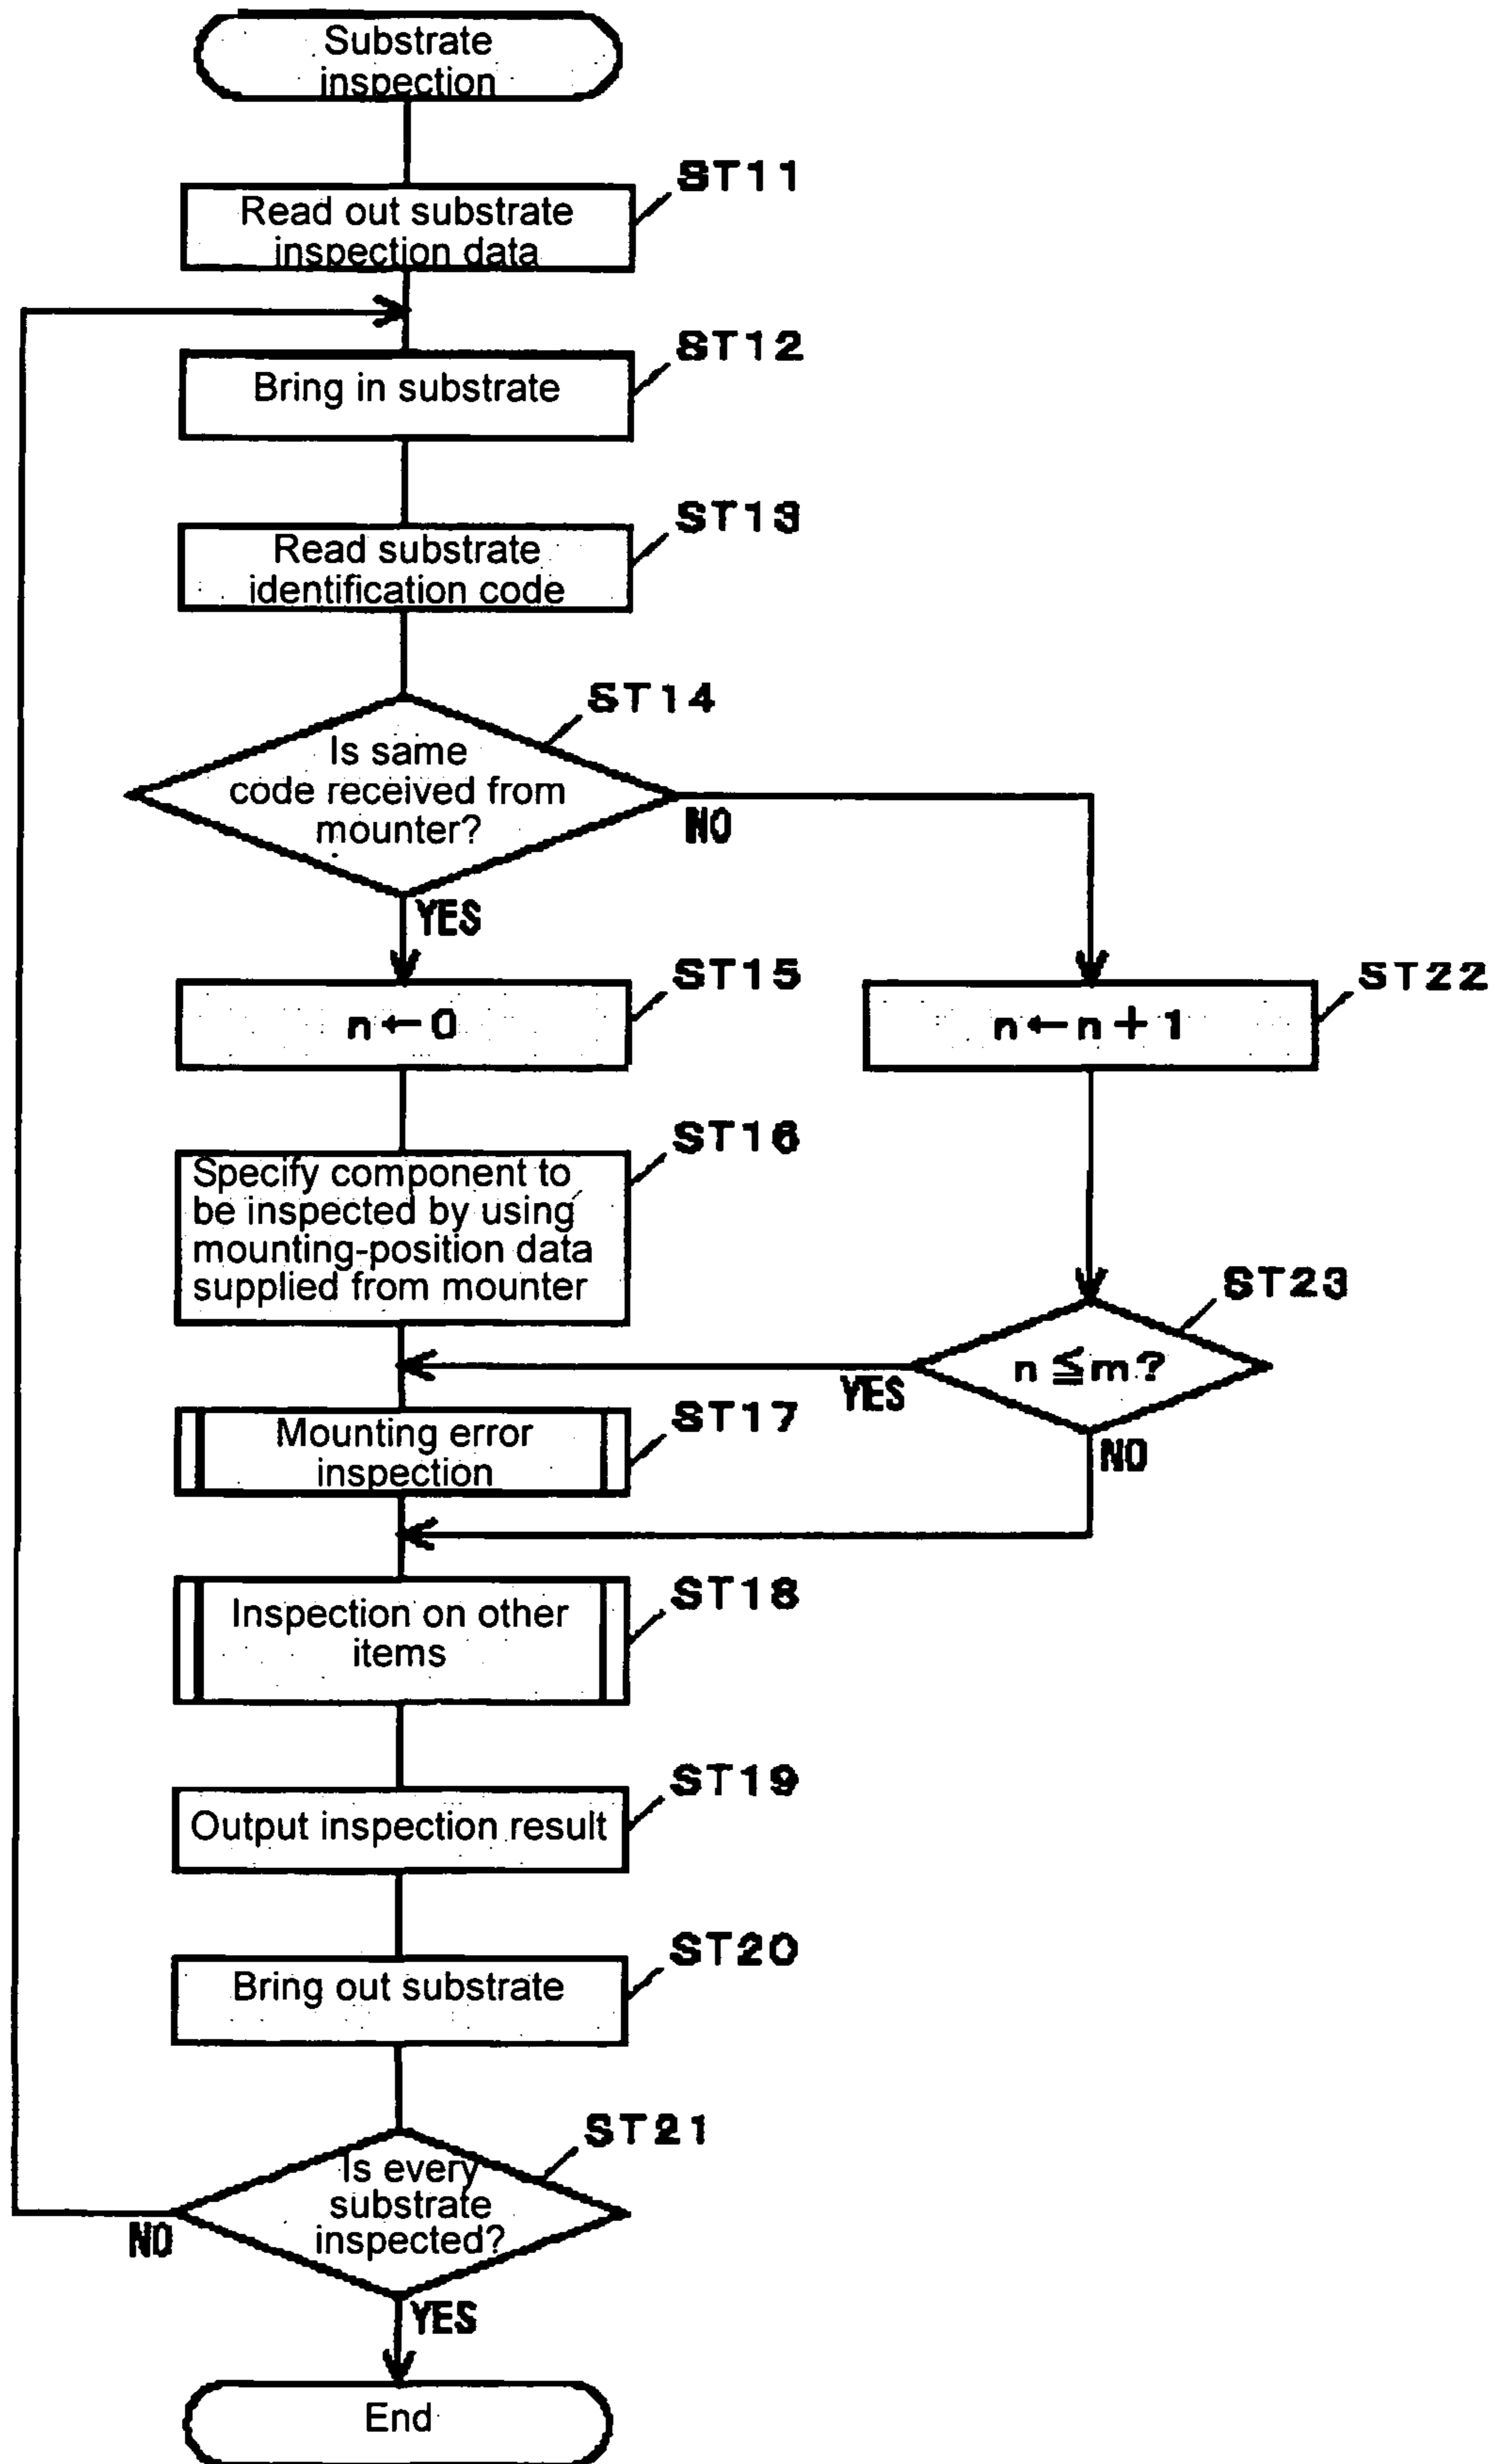 Substrate
inspection
ST11
Read out substrate
inspection data
ST12
Bring in substrate
ST13
Read substrate
identification code
ST14
Is same
code received from
mounter?
NO
YES
ST15
n←0
ST22
n←n+1
ST16
Specify component to
be inspected by using
mounting-position data
supplied from mounter
ST23
n≦m?
YES
NO
ST17
Mounting error
inspection
ST18
Inspection on other
items
ST19
Output inspection result
ST20
Bring out substrate
ST21
Is every
substrate
inspected?
NO
YES
End